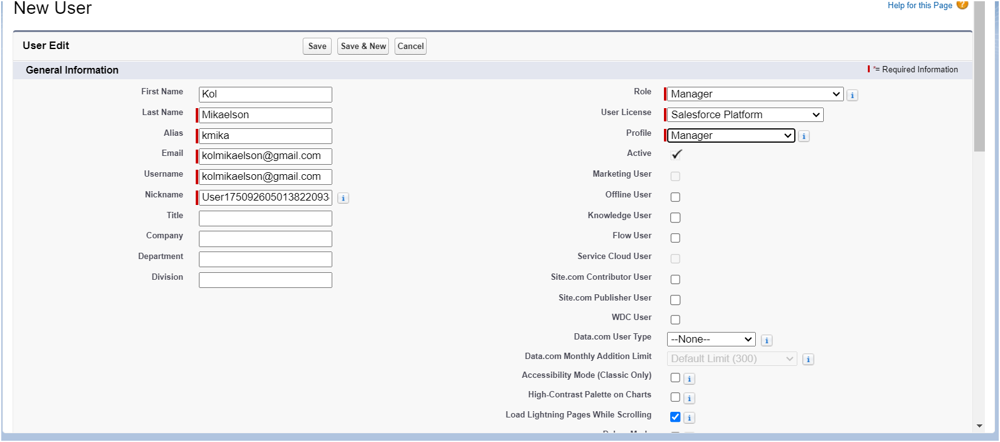 New User
Help for this Page
User Edit
Save
Save & New
Cancel
General Information
*= Required Information
First Name
Kol
Last Name
Mikaelson
Alias
kmika
Email
kolmikaelson@gmail.com
Username
kolmikaelson@gmail.com
Nickname
User175092605013822093
Title
Company
Department
Division
Role
Manager
User License
Salesforce Platform
Profile
Manager
Active
Marketing User
Offline User
Knowledge User
Flow User
Service Cloud User
Site.com Contributor User
Site.com Publisher User
WDC User
Data.com User Type
--None--
Data.com Monthly Addition Limit
Default Limit (300)
Accessibility Mode (Classic Only)
High-Contrast Palette on Charts
Load Lightning Pages While Scrolling